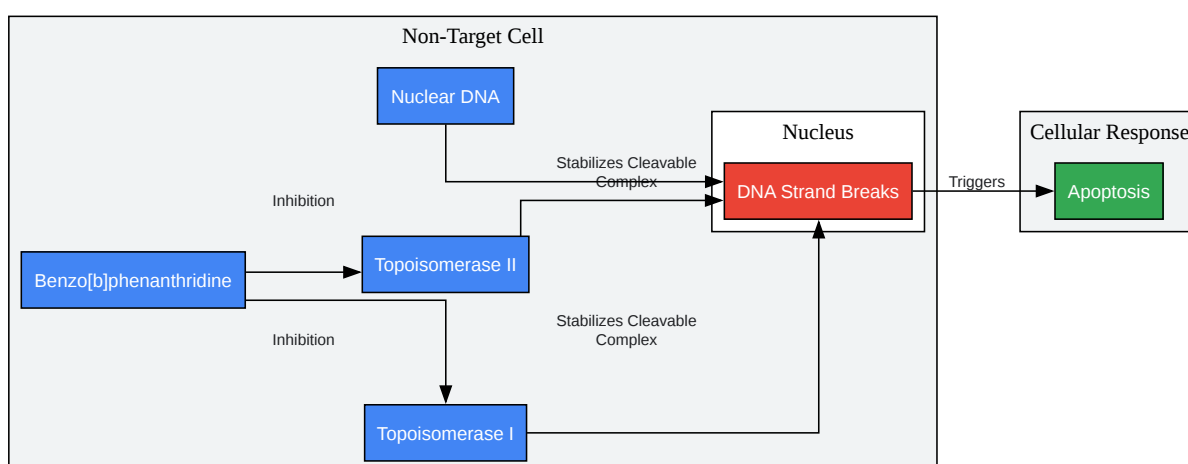 Non-Target Cell
Nuclear DNA
Nucleus
Cellular Response
Stabilizes Cleavable
Complex
DNA Strand Breaks
Triggers
Apoptosis
Inhibition
Topoisomerase II
Benzo[b]phenanthridine
Stabilizes Cleavable
Complex
Inhibition
Topoisomerase I